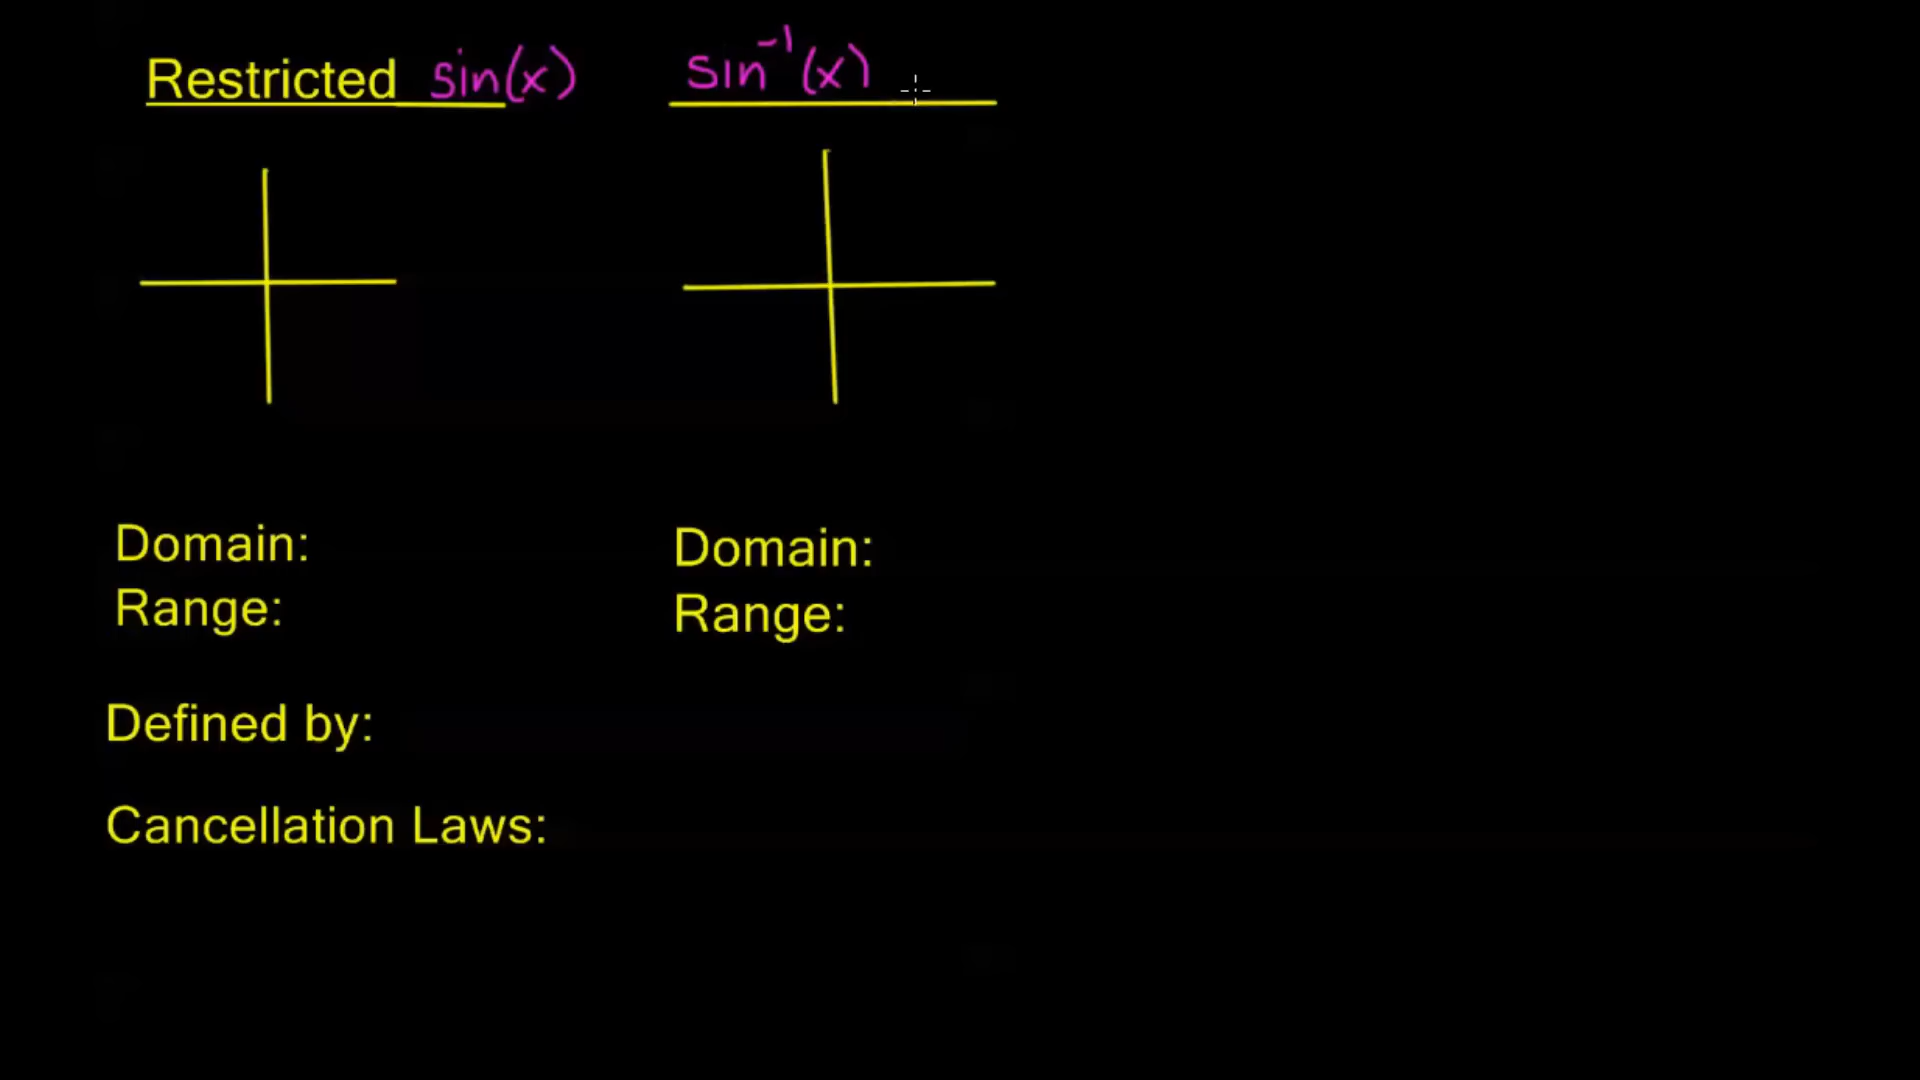 Restricted sin(x)
sin⁻¹(x)
Domain:
Range:
Domain:
Range:
Defined by:
Cancellation Laws: